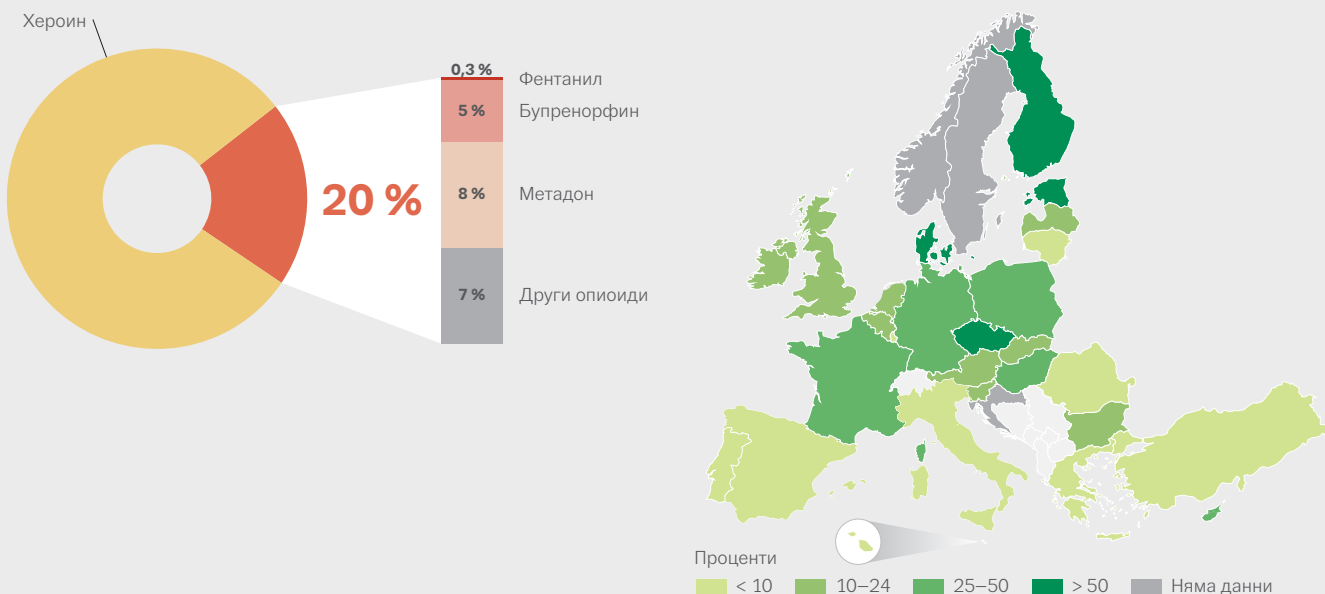 Хероин
20 %
0,3 % Фентанил
5 % Бупренорфин
8 % Метадон
7 % Други опиоиди
Проценти
< 10 10–24 25–50 > 50 Няма данни